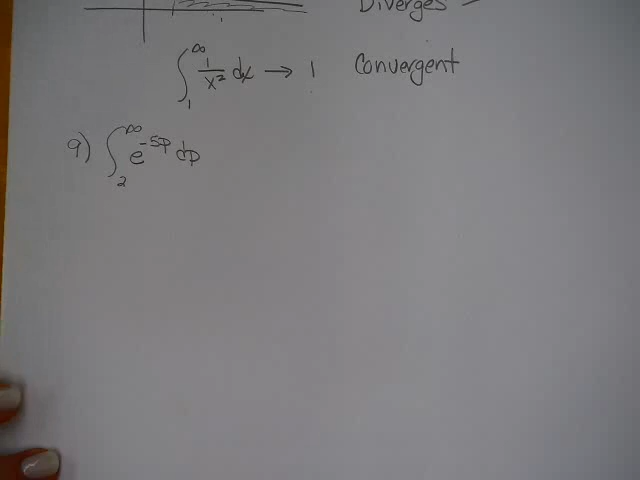 Diverges
∫₁^∞ 1/x² dx → 1 Convergent
9) ∫₂^∞ e^{-5p} dp